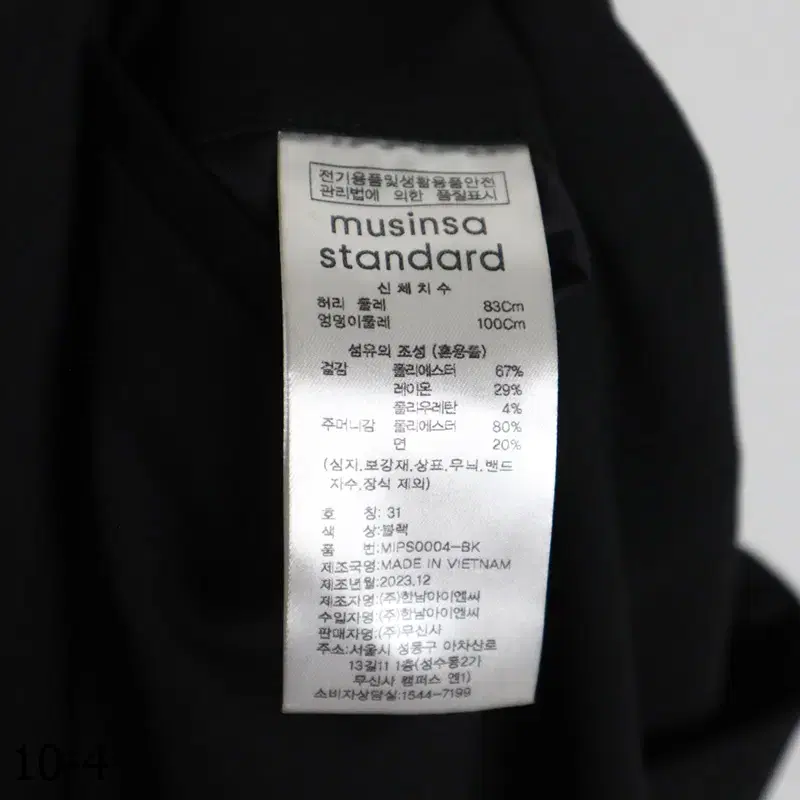 전기용품및생활용품안전
관리법에 의한 품질표시
musinsa
standard
신체치수
허리 둘레 83Cm
엉덩이둘레 100Cm
섬유의 조성 (혼용율)
겉감 폴리에스터 67%
레이온 29%
폴리우레탄 4%
주머니감 폴리에스터 80%
면 20%
(심지,보강재,상표,무늬,밴드
자수,장식 제외)
호 칭: 31
색 상:블랙
품 번:MIPS0004-BK
제조국명:MADE IN VIETNAM
제조년월:2023.12
제조자명:(주)한남아이앤씨
수입자명:(주)한남아이앤씨
판매자명:(주)무신사
주소:서울시 성동구 아차산로
13길11 1층(성수동2가
무신사 캠퍼스 엔1)
소비자상담실:1544-7199
10-4